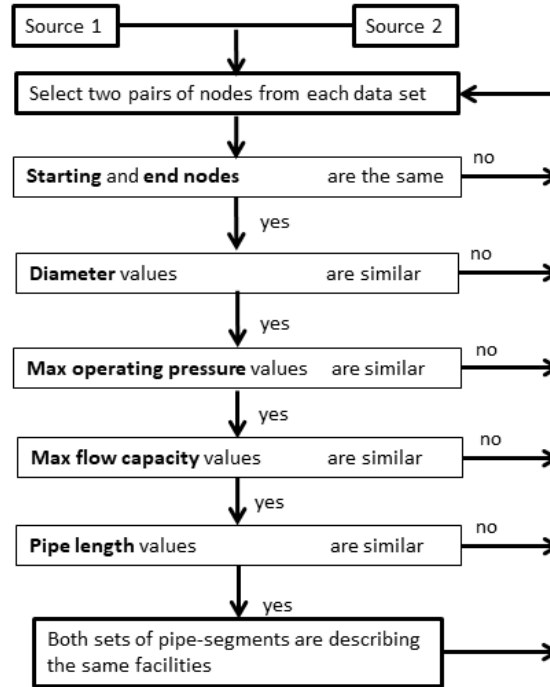 Source 1 Source 2
Select two pairs of nodes from each data set
Starting and end nodes are the same
no
yes
Diameter values are similar
no
yes
Max operating pressure values are similar
no
yes
Max flow capacity values are similar
no
yes
Pipe length values are similar
no
yes
Both sets of pipe-segments are describing
the same facilities